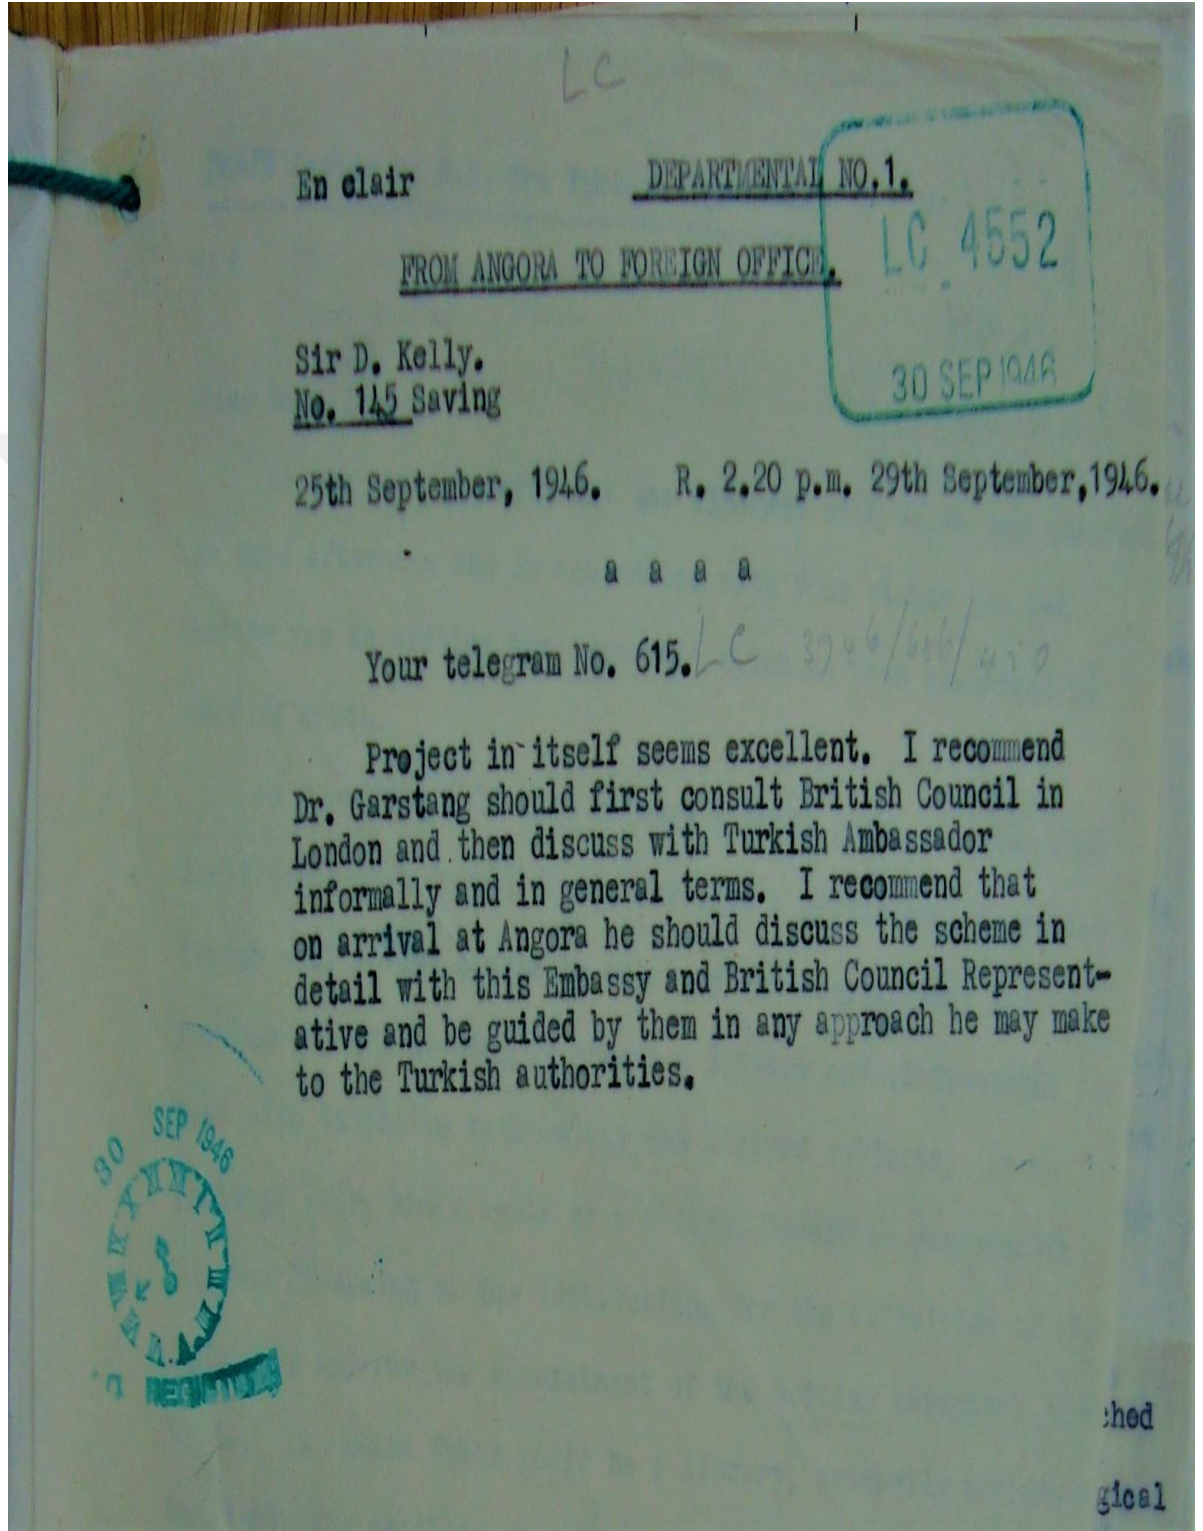 LC
En clair DEPARTMENTAL NO.1.
FROM ANGORA TO FOREIGN OFFICE.
LC 4552
30 SEP 1946
Sir D. Kelly.
No. 145 Saving
25th September, 1946. R. 2.20 p.m. 29th September,1946.
a a a a
Your telegram No. 615. LC
Project in itself seems excellent. I recommend
Dr. Garstang should first consult British Council in
London and then discuss with Turkish Ambassador
informally and in general terms. I recommend that
on arrival at Angora he should discuss the scheme in
detail with this Embassy and British Council Represent-
ative and be guided by them in any approach he may make
to the Turkish authorities.
30 SEP 1946
ched
gical